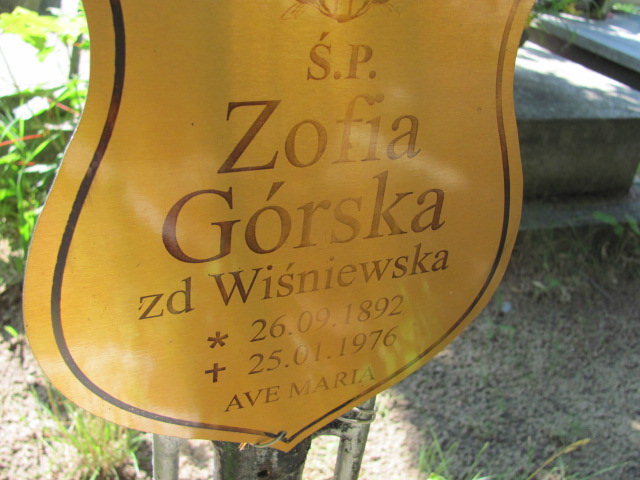 Ś.P.
Zofia
Górska
zd Wiśniewska
* 26.09.1892
+ 25.01.1976
AVE MARIA